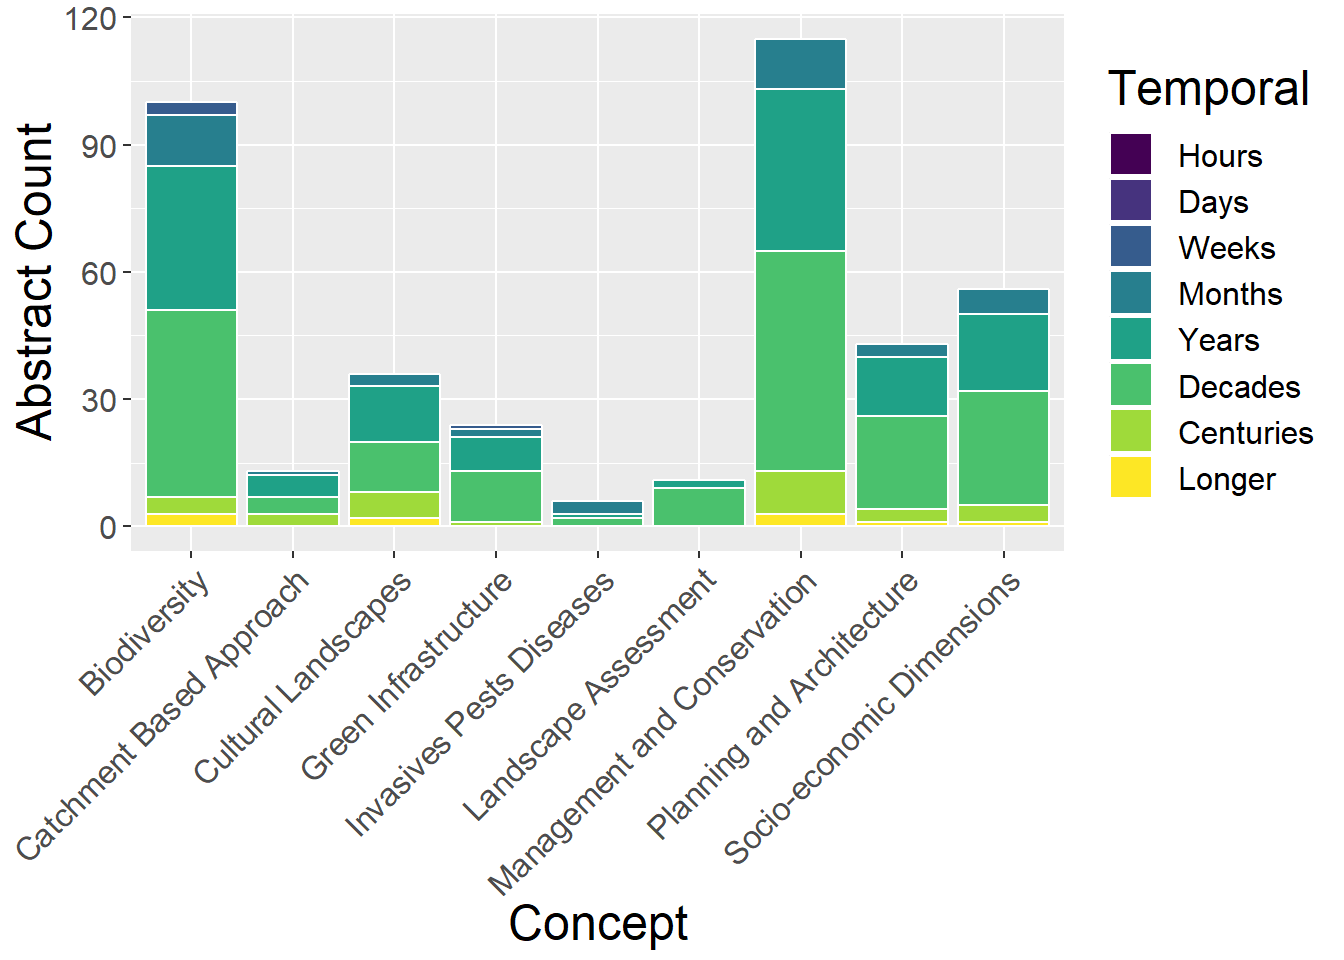 Abstract Count
120
90
60
30
0
Biodiversity
Catchment Based Approach
Cultural Landscapes
Green Infrastructure
Invasives Pests Diseases
Landscape Assessment
Management and Conservation
Planning and Architecture
Socio-economic Dimensions
Concept
Temporal
Hours
Days
Weeks
Months
Years
Decades
Centuries
Longer